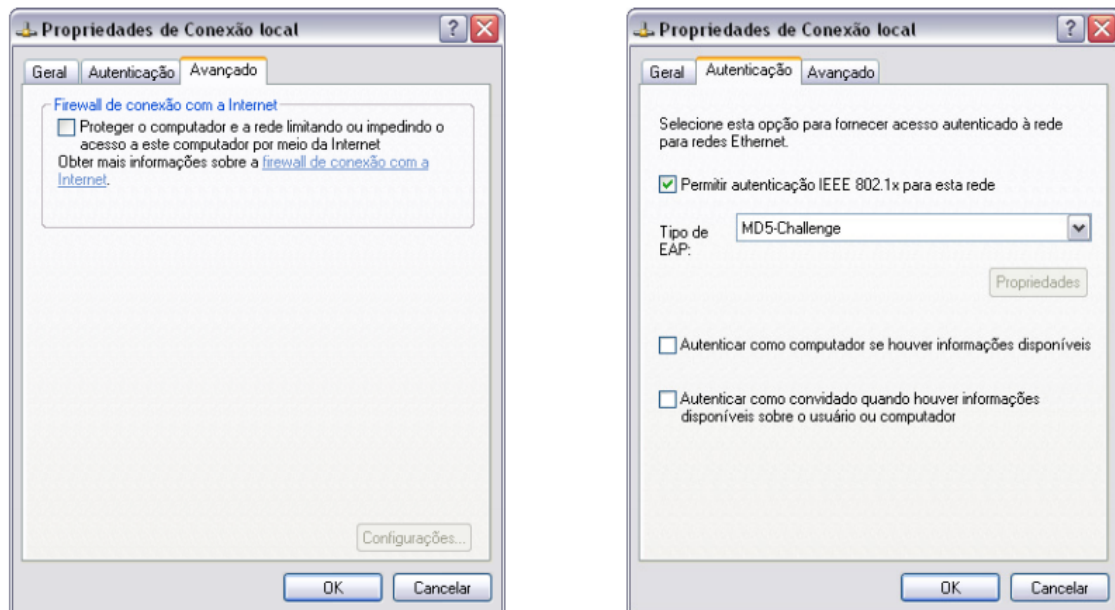 Propriedades de Conexão local
Geral
Autenticação
Avançado
Firewall de conexão com a Internet
Proteger o computador e a rede limitando ou impedindo o
acesso a este computador por meio da Internet
Obter mais informações sobre a firewall de conexão com a
Internet.
Configurações...
OK
Cancelar
Propriedades de Conexão local
Geral
Autenticação
Avançado
Selecione esta opção para fornecer acesso autenticado à rede
para redes Ethernet.
Permitir autenticação IEEE 802.1x para esta rede
Tipo de
EAP:
MD5-Challenge
Propriedades
Autenticar como computador se houver informações disponíveis
Autenticar como convidado quando houver informações
disponíveis sobre o usuário ou computador
OK
Cancelar